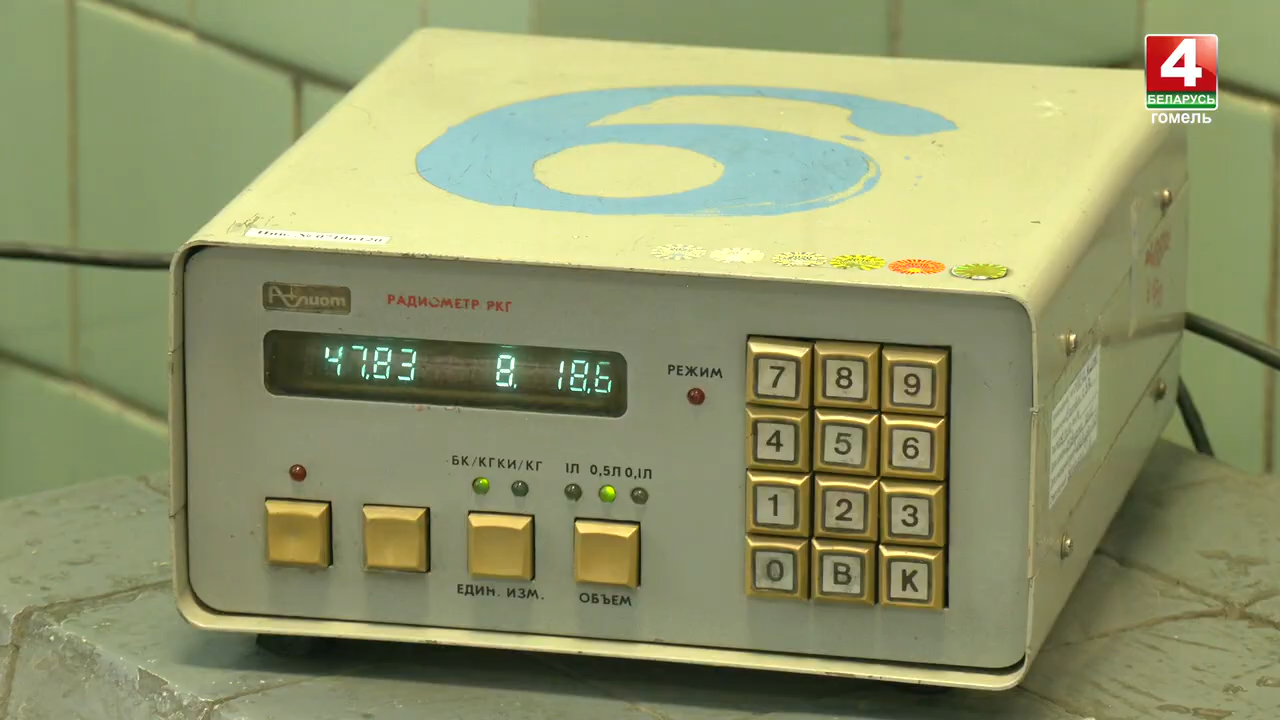 4
БЕЛАРУСЬ
гомель
6
Алиот
РАДИОМЕТР РКГ
47.83 8. 18.6
РЕЖИМ
БК/КГ КИ/КГ 1Л 0,5Л 0,1Л
ЕДИН. ИЗМ. ОБЪЕМ
7 8 9
4 5 6
1 2 3
0 В К